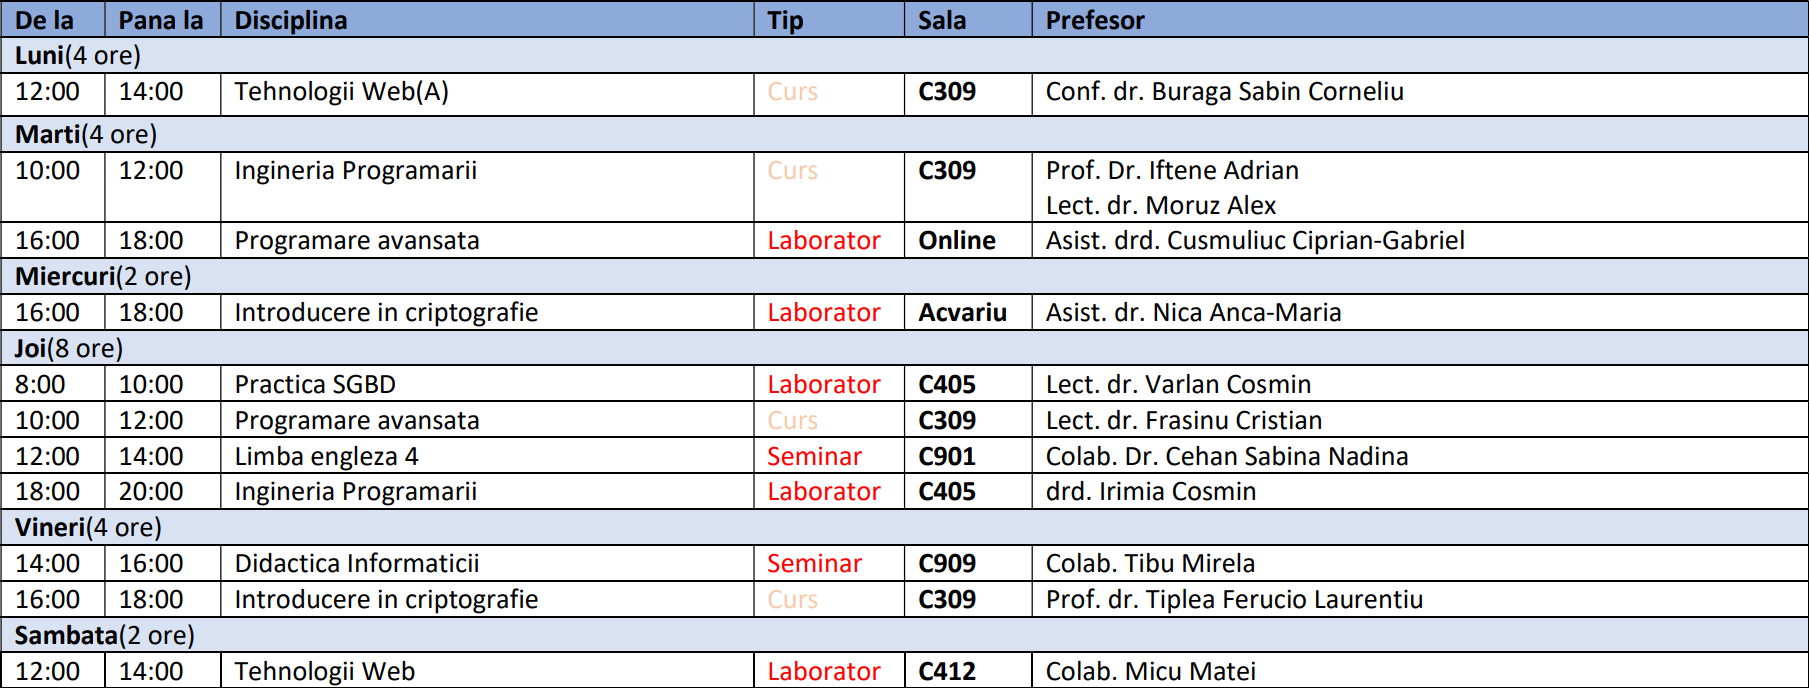 De la Pana la Disciplina Tip Sala Prefesor
Luni(4 ore)
12:00 14:00 Tehnologii Web(A) Curs C309 Conf. dr. Buraga Sabin Corneliu
Marti(4 ore)
10:00 12:00 Ingineria Programarii Curs C309 Prof. Dr. Iftene Adrian
Lect. dr. Moruz Alex
16:00 18:00 Programare avansata Laborator Online Asist. drd. Cusmuliuc Ciprian-Gabriel
Miercuri(2 ore)
16:00 18:00 Introducere in criptografie Laborator Acvariu Asist. dr. Nica Anca-Maria
Joi(8 ore)
8:00 10:00 Practica SGBD Laborator C405 Lect. dr. Varlan Cosmin
10:00 12:00 Programare avansata Curs C309 Lect. dr. Frasinu Cristian
12:00 14:00 Limba engleza 4 Seminar C901 Colab. Dr. Cehan Sabina Nadina
18:00 20:00 Ingineria Programarii Laborator C405 drd. Irimia Cosmin
Vineri(4 ore)
14:00 16:00 Didactica Informaticii Seminar C909 Colab. Tibu Mirela
16:00 18:00 Introducere in criptografie Curs C309 Prof. dr. Tiplea Ferucio Laurentiu
Sambata(2 ore)
12:00 14:00 Tehnologii Web Laborator C412 Colab. Micu Matei